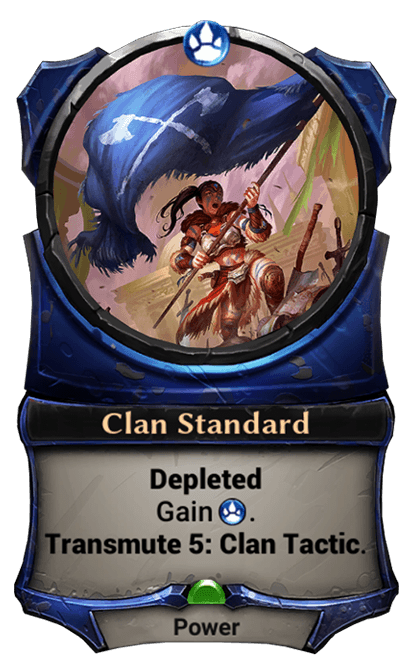 Clan Standard
Depleted
Gain .
Transmute 5: Clan Tactic.
Power